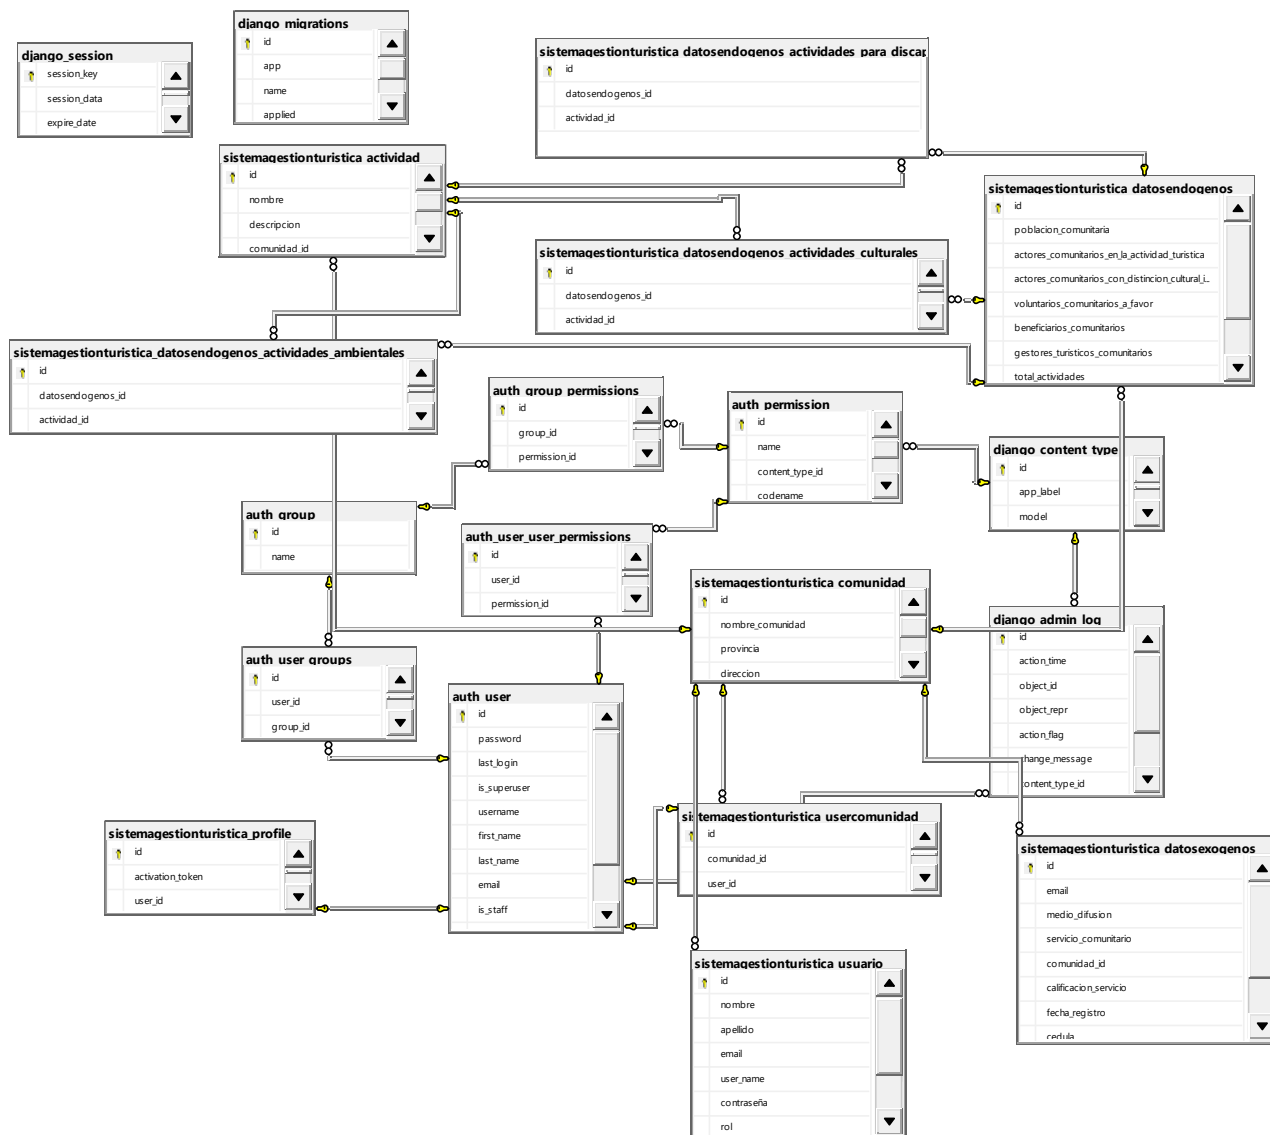 django_migrations
id
app
name
applied
django_session
session_key
session_data
expire_date
sistemagestionturistica_datosendogenos_actividades_para_discap
id
datosendogenos_id
actividad_id
sistemagestionturistica_actividad
id
nombre
descripcion
comunidad_id
sistemagestionturistica_datosendogenos
id
poblacion_comunitaria
actores_comunitarios_en_la_actividad_turistica
actores_comunitarios_con_distincion_cultural_i...
voluntarios_comunitarios_a_favor
beneficiarios_comunitarios
gestores_turisticos_comunitarios
total_actividades
sistemagestionturistica_datosendogenos_actividades_culturales
id
datosendogenos_id
actividad_id
sistemagestionturistica_datosendogenos_actividades_ambientales
id
datosendogenos_id
actividad_id
auth_group_permissions
id
group_id
permission_id
auth_permission
id
name
content_type_id
codename
django_content_type
id
app_label
model
auth_group
id
name
auth_user_user_permissions
id
user_id
permission_id
sistemagestionturistica_comunidad
id
nombre_comunidad
provincia
direccion
django_admin_log
id
action_time
object_id
object_repr
action_flag
change_message
content_type_id
auth_user_groups
id
user_id
group_id
auth_user
id
password
last_login
is_superuser
username
first_name
last_name
email
is_staff
sistemagestionturistica_usercomunidad
id
comunidad_id
user_id
sistemagestionturistica_profile
id
activation_token
user_id
sistemagestionturistica_datosexogenos
id
email
medio_difusion
servicio_comunitario
comunidad_id
calificacion_servicio
fecha_registro
cedula
sistemagestionturistica_usuario
id
nombre
apellido
email
user_name
contraseña
rol